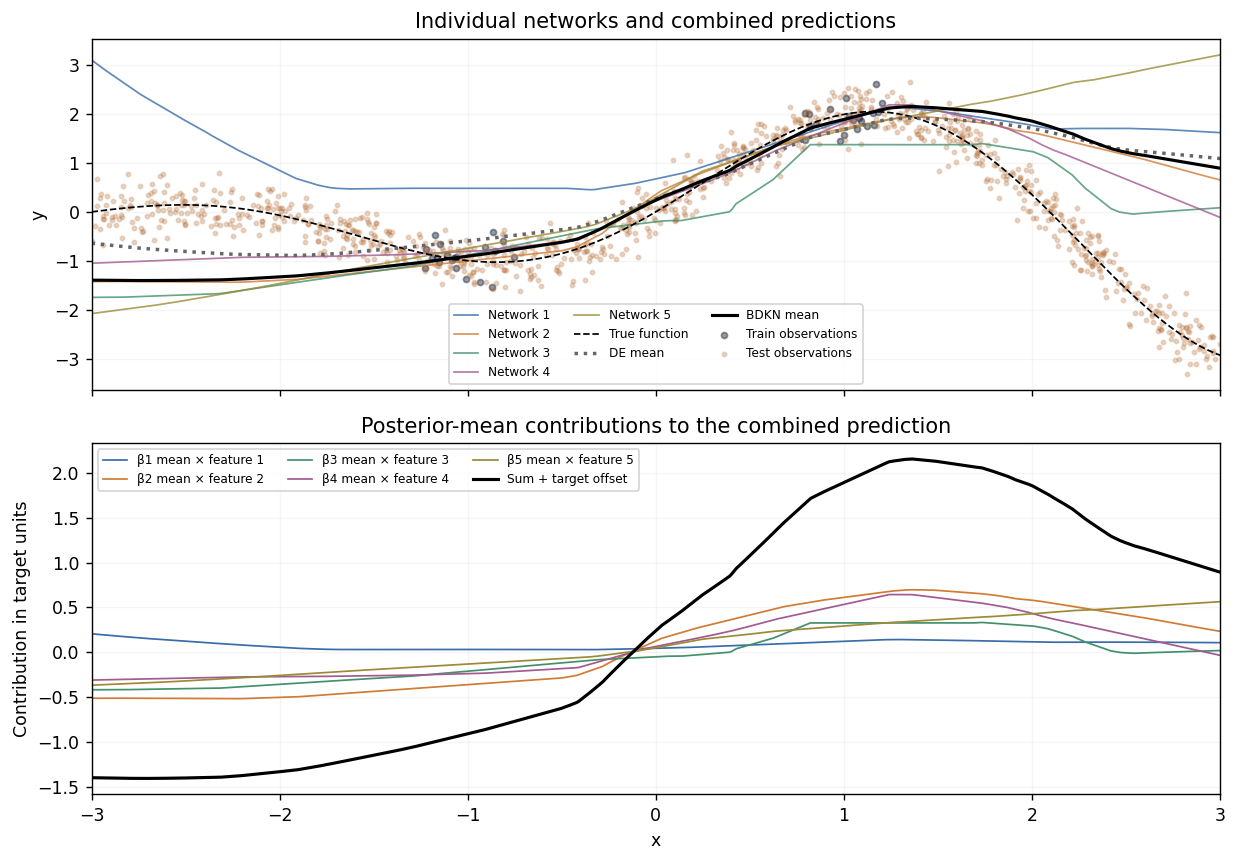 Individual networks and combined predictions
3
2
1
0
−1
−2
−3
y
Network 1
Network 2
Network 3
Network 4
Network 5
True function
DE mean
BDKN mean
Train observations
Test observations
Posterior-mean contributions to the combined prediction
β1 mean × feature 1
β2 mean × feature 2
β3 mean × feature 3
β4 mean × feature 4
β5 mean × feature 5
Sum + target offset
2.0
1.5
1.0
0.5
0.0
−0.5
−1.0
−1.5
Contribution in target units
−3 −2 −1 0 1 2 3
x